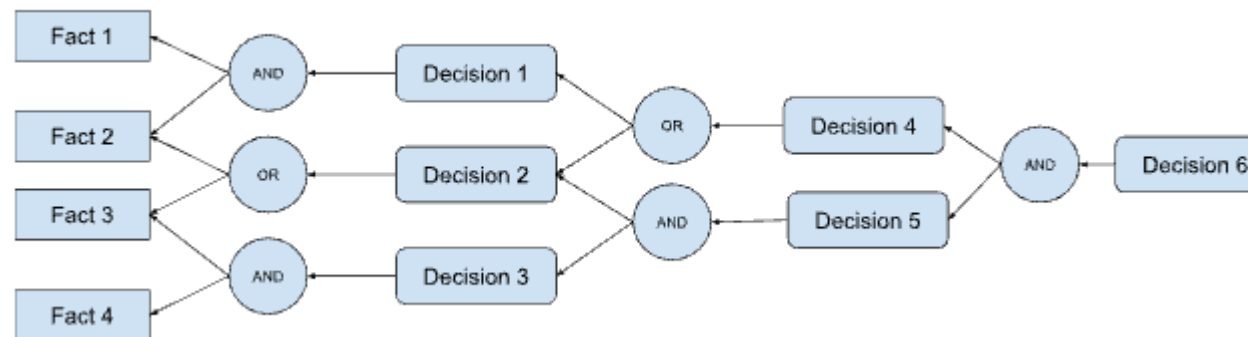 Fact 1
AND
Decision 1
Fact 2
OR
Decision 4
OR
Decision 2
AND
Decision 6
Fact 3
AND
Decision 5
AND
Decision 3
Fact 4